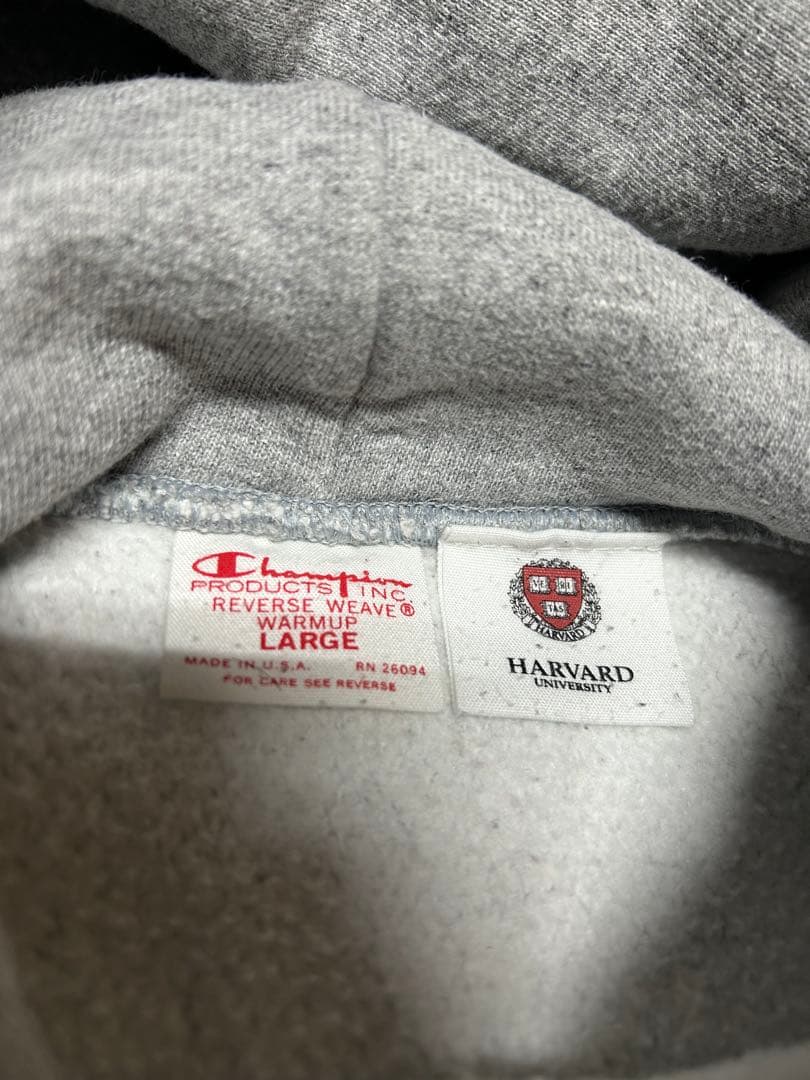 Champion
PRODUCTS INC
REVERSE WEAVE®
WARMUP
LARGE
MADE IN U.S.A. RN 26094
FOR CARE SEE REVERSE
VE RI
TAS
HARVARD
HARVARD
UNIVERSITY